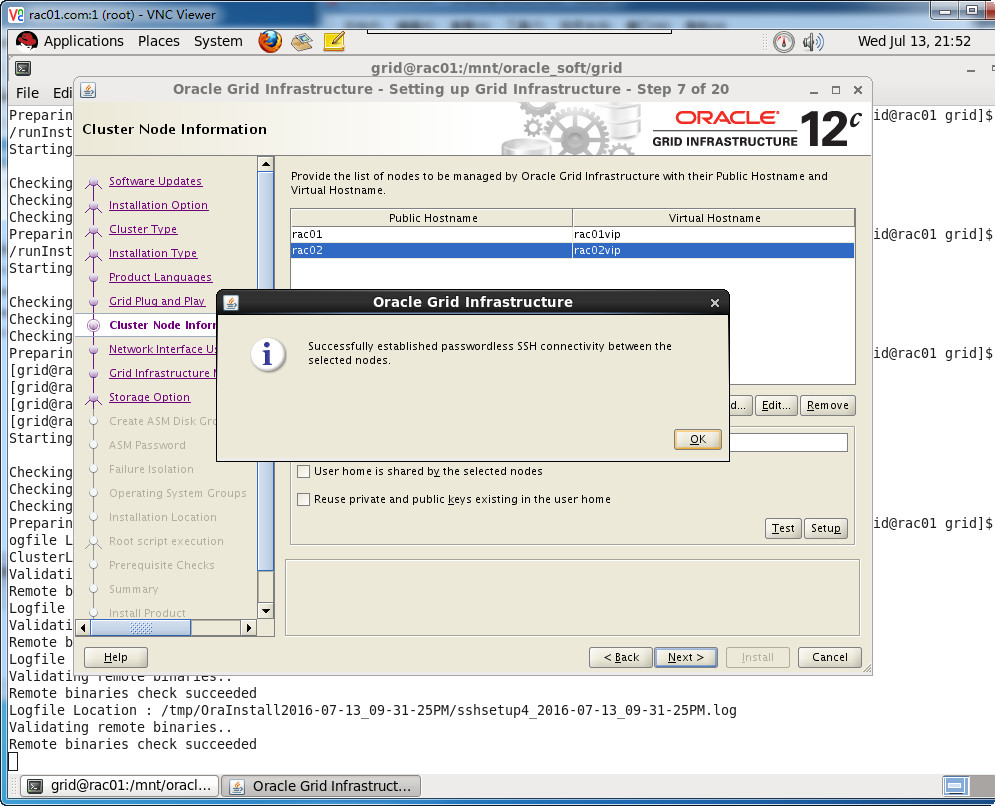 rac01.com:1 (root) - VNC Viewer
Applications Places System
Wed Jul 13, 21:52
grid@rac01:/mnt/oracle_soft/grid
File Edi
Oracle Grid Infrastructure - Setting up Grid Infrastructure - Step 7 of 20
Cluster Node Information
ORACLE
GRID INFRASTRUCTURE
12c
Preparin
id@rac01 grid]$
/runInst
Starting
Checking
Checking
Checking
Preparin
id@rac01 grid]$
/runInst
Starting
Checking
Checking
Checking
Preparin
id@rac01 grid]$
[grid@ra
[grid@ra
[grid@ra
[grid@ra
Starting
Checking
Checking
Checking
Preparin
id@rac01 grid]$
ogfile L
ClusterL
Validati
Remote b
Logfile
Validati
Remote b
Logfile
Software Updates
Installation Option
Cluster Type
Installation Type
Product Languages
Grid Plug and Play
Cluster Node Inforr
Network Interface Us
Grid Infrastructure M
Storage Option
Create ASM Disk Gro
ASM Password
Failure Isolation
Operating System Groups
Installation Location
Root script execution
Prerequisite Checks
Summary
Install Product
Provide the list of nodes to be managed by Oracle Grid Infrastructure with their Public Hostname and
Virtual Hostname.
Public Hostname Virtual Hostname
rac01 rac01vip
rac02 rac02vip
Oracle Grid Infrastructure
Successfully established passwordless SSH connectivity between the
selected nodes.
OK
d... Edit... Remove
User home is shared by the selected nodes
Reuse private and public keys existing in the user home
Test Setup
Help < Back Next > Install Cancel
Validating remote binaries..
Remote binaries check succeeded
Logfile Location : /tmp/OraInstall2016-07-13_09-31-25PM/sshsetup4_2016-07-13_09-31-25PM.log
Validating remote binaries..
Remote binaries check succeeded
grid@rac01:/mnt/oracl... Oracle Grid Infrastruct...